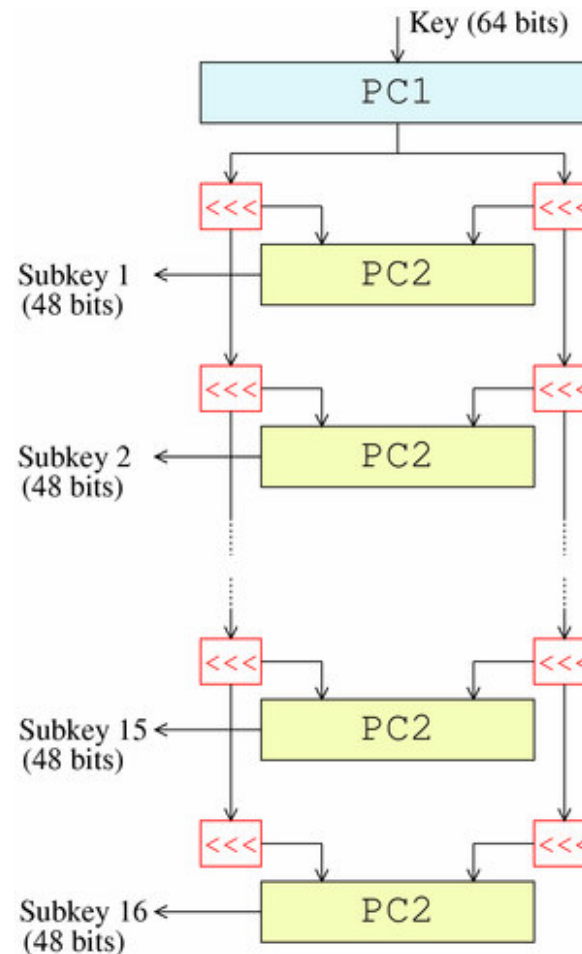 Key (64 bits)
PC1
<<< <<<
PC2
Subkey 1
(48 bits)
<<< <<<
PC2
Subkey 2
(48 bits)
<<< <<<
PC2
Subkey 15
(48 bits)
<<< <<<
PC2
Subkey 16
(48 bits)